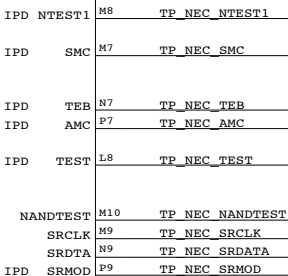 IPD NTEST1 M8 TP_NEC_NTEST1
IPD SMC M7 TP_NEC_SMC
IPD TEB N7 TP_NEC_TEB
IPD AMC P7 TP_NEC_AMC
IPD TEST L8 TP_NEC_TEST
NANDTEST M10 TP_NEC_NANDTEST
SRCLK M9 TP_NEC_SRCLK
SRDTA N9 TP_NEC_SRDATA
IPD SRMOD P9 TP_NEC_SRMOD